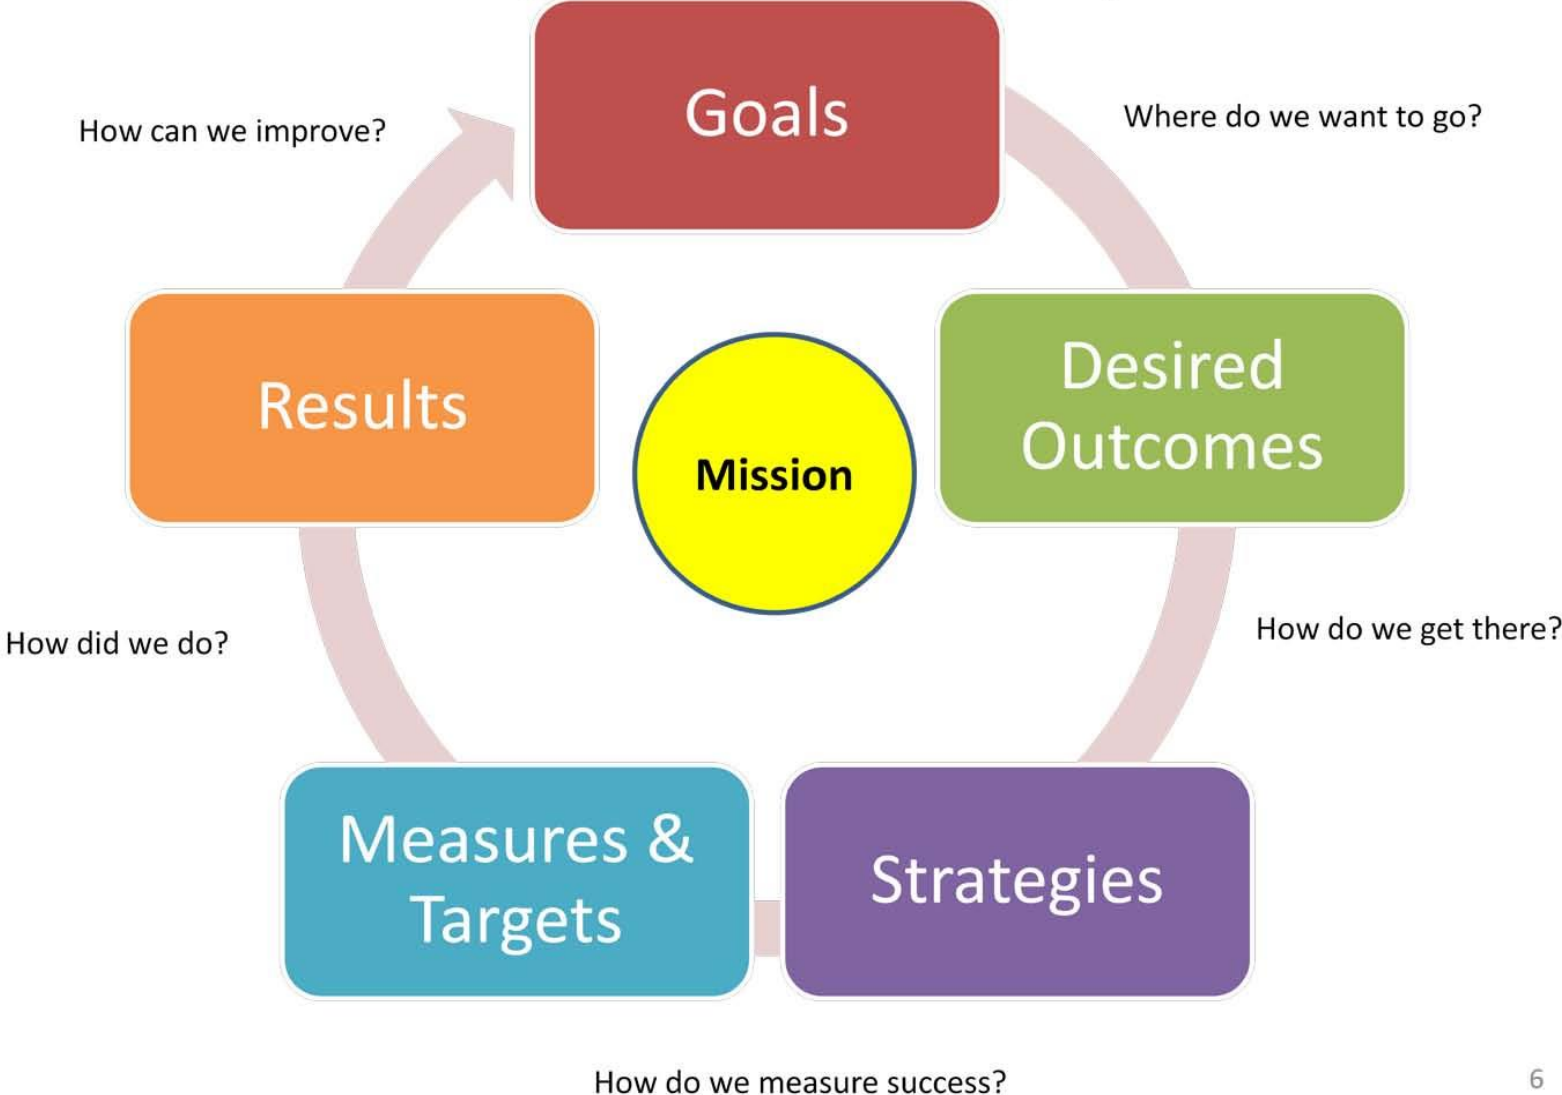 Goals
How can we improve?
Where do we want to go?
Results
Desired
Outcomes
Mission
How did we do?
How do we get there?
Measures &
Targets
Strategies
How do we measure success?
6